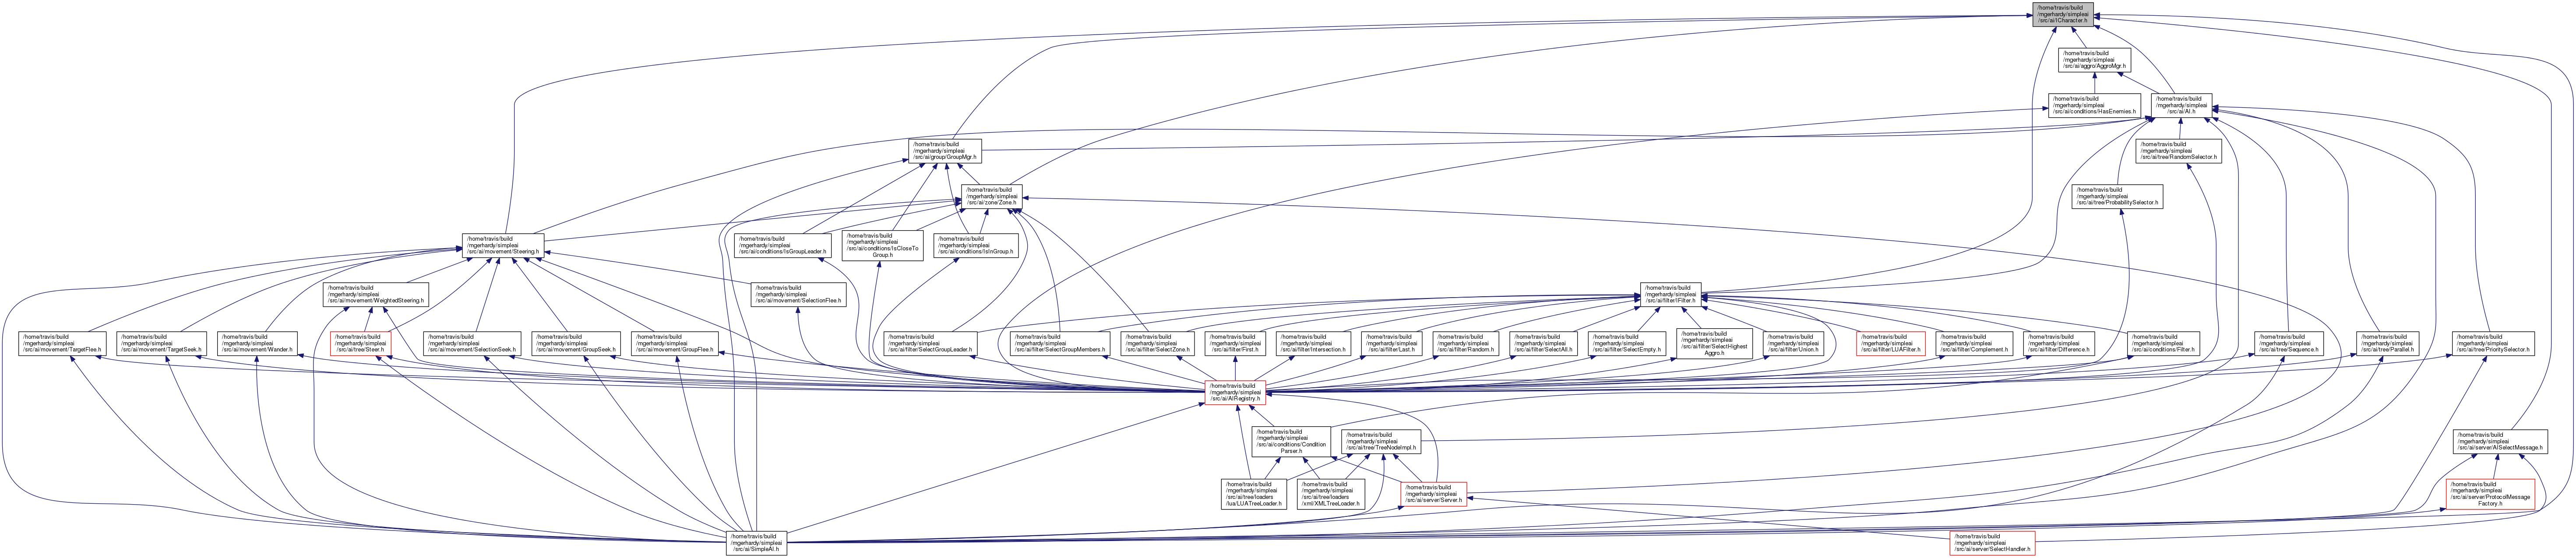 /home/travis/build
/mgerhardy/simpleai
/src/ai/ICharacter.h
/home/travis/build
/mgerhardy/simpleai
/src/ai/aggro/AggroMgr.h
/home/travis/build
/mgerhardy/simpleai
/src/ai/conditions/HasEnemies.h
/home/travis/build
/mgerhardy/simpleai
/src/ai/AI.h
/home/travis/build
/mgerhardy/simpleai
/src/ai/group/GroupMgr.h
/home/travis/build
/mgerhardy/simpleai
/src/ai/tree/RandomSelector.h
/home/travis/build
/mgerhardy/simpleai
/src/ai/zone/Zone.h
/home/travis/build
/mgerhardy/simpleai
/src/ai/tree/ProbabilitySelector.h
/home/travis/build
/mgerhardy/simpleai
/src/ai/movement/Steering.h
/home/travis/build
/mgerhardy/simpleai
/src/ai/conditions/IsGroupLeader.h
/home/travis/build
/mgerhardy/simpleai
/src/ai/conditions/IsCloseTo
Group.h
/home/travis/build
/mgerhardy/simpleai
/src/ai/conditions/IsInGroup.h
/home/travis/build
/mgerhardy/simpleai
/src/ai/movement/WeightedSteering.h
/home/travis/build
/mgerhardy/simpleai
/src/ai/movement/SelectionFlee.h
/home/travis/build
/mgerhardy/simpleai
/src/ai/filter/IFilter.h
/home/travis/build
/mgerhardy/simpleai
/src/ai/movement/TargetFlee.h
/home/travis/build
/mgerhardy/simpleai
/src/ai/movement/TargetSeek.h
/home/travis/build
/mgerhardy/simpleai
/src/ai/movement/Wander.h
/home/travis/build
/mgerhardy/simpleai
/src/ai/tree/Steer.h
/home/travis/build
/mgerhardy/simpleai
/src/ai/movement/SelectionSeek.h
/home/travis/build
/mgerhardy/simpleai
/src/ai/movement/GroupSeek.h
/home/travis/build
/mgerhardy/simpleai
/src/ai/movement/GroupFlee.h
/home/travis/build
/mgerhardy/simpleai
/src/ai/filter/SelectGroupLeader.h
/home/travis/build
/mgerhardy/simpleai
/src/ai/filter/SelectGroupMembers.h
/home/travis/build
/mgerhardy/simpleai
/src/ai/filter/SelectZone.h
/home/travis/build
/mgerhardy/simpleai
/src/ai/filter/First.h
/home/travis/build
/mgerhardy/simpleai
/src/ai/filter/Intersection.h
/home/travis/build
/mgerhardy/simpleai
/src/ai/filter/Last.h
/home/travis/build
/mgerhardy/simpleai
/src/ai/filter/Random.h
/home/travis/build
/mgerhardy/simpleai
/src/ai/filter/SelectAll.h
/home/travis/build
/mgerhardy/simpleai
/src/ai/filter/SelectEmpty.h
/home/travis/build
/mgerhardy/simpleai
/src/ai/filter/SelectHighest
Aggro.h
/home/travis/build
/mgerhardy/simpleai
/src/ai/filter/Union.h
/home/travis/build
/mgerhardy/simpleai
/src/ai/filter/LUAFilter.h
/home/travis/build
/mgerhardy/simpleai
/src/ai/filter/Complement.h
/home/travis/build
/mgerhardy/simpleai
/src/ai/filter/Difference.h
/home/travis/build
/mgerhardy/simpleai
/src/ai/conditions/Filter.h
/home/travis/build
/mgerhardy/simpleai
/src/ai/tree/Sequence.h
/home/travis/build
/mgerhardy/simpleai
/src/ai/tree/Parallel.h
/home/travis/build
/mgerhardy/simpleai
/src/ai/tree/PrioritySelector.h
/home/travis/build
/mgerhardy/simpleai
/src/ai/AIRegistry.h
/home/travis/build
/mgerhardy/simpleai
/src/ai/conditions/Condition
Parser.h
/home/travis/build
/mgerhardy/simpleai
/src/ai/tree/TreeNodeImpl.h
/home/travis/build
/mgerhardy/simpleai
/src/ai/server/AISelectMessage.h
/home/travis/build
/mgerhardy/simpleai
/src/ai/tree/loaders
/lua/LUATreeLoader.h
/home/travis/build
/mgerhardy/simpleai
/src/ai/tree/loaders
/xml/XMLTreeLoader.h
/home/travis/build
/mgerhardy/simpleai
/src/ai/server/Server.h
/home/travis/build
/mgerhardy/simpleai
/src/ai/server/ProtocolMessage
Factory.h
/home/travis/build
/mgerhardy/simpleai
/src/ai/SimpleAI.h
/home/travis/build
/mgerhardy/simpleai
/src/ai/server/SelectHandler.h